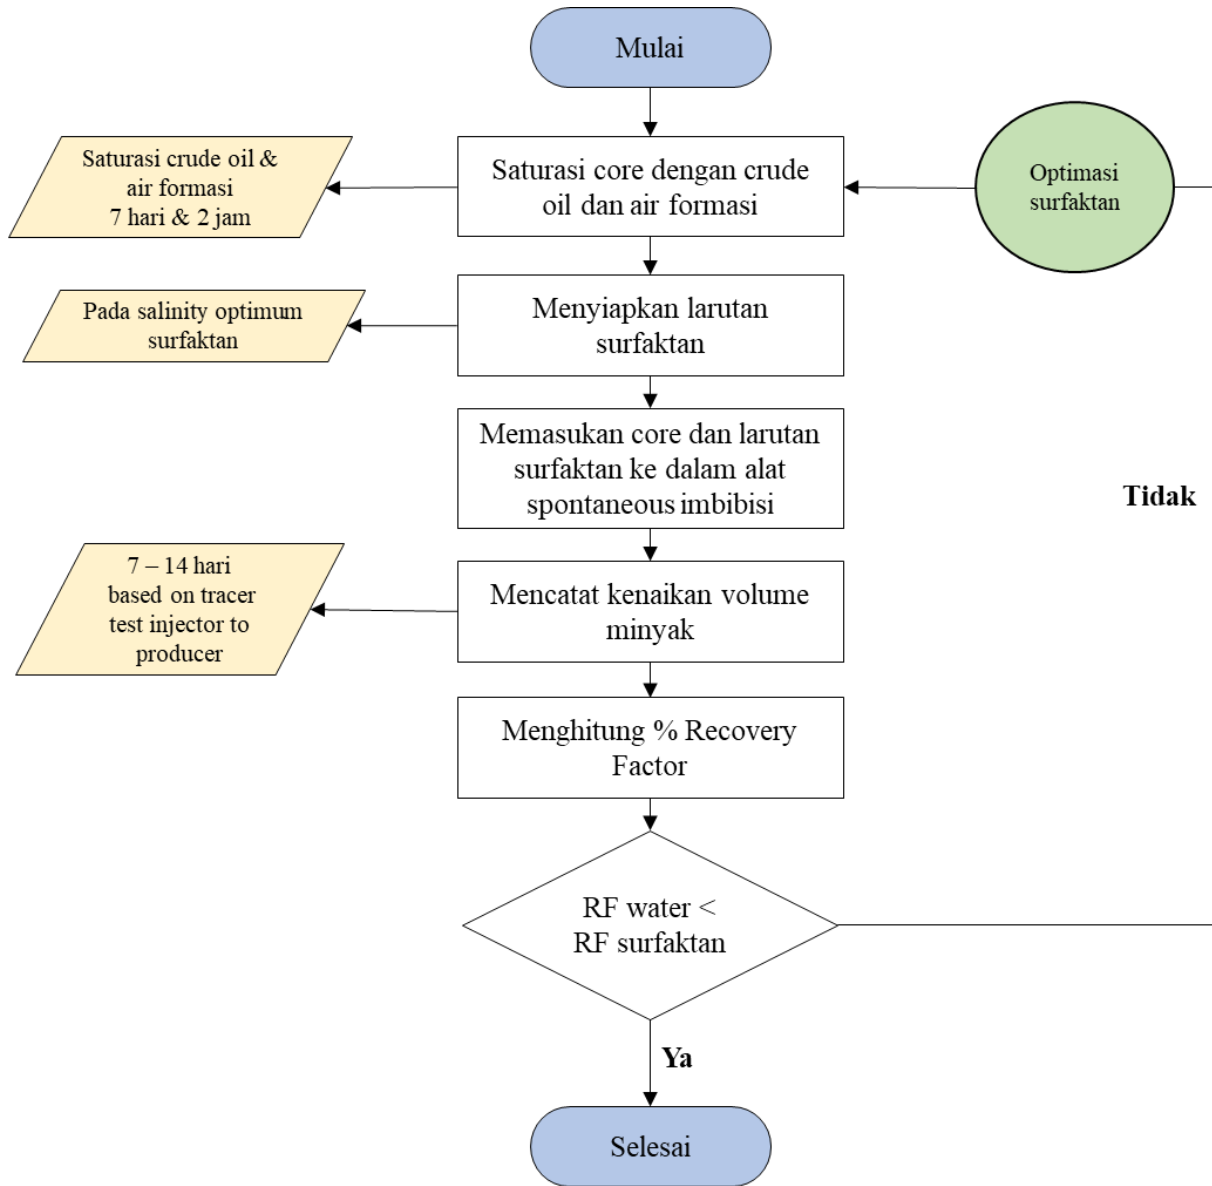 Mulai
Saturasi crude oil &
air formasi
7 hari & 2 jam
Saturasi core dengan crude
oil dan air formasi
Optimasi
surfaktan
Pada salinity optimum
surfaktan
Menyiapkan larutan
surfaktan
Memasukan core dan larutan
surfaktan ke dalam alat
spontaneous imbibisi
Tidak
7 – 14 hari
based on tracer
test injector to
producer
Mencatat kenaikan volume
minyak
Menghitung % Recovery
Factor
RF water <
RF surfaktan
Ya
Selesai